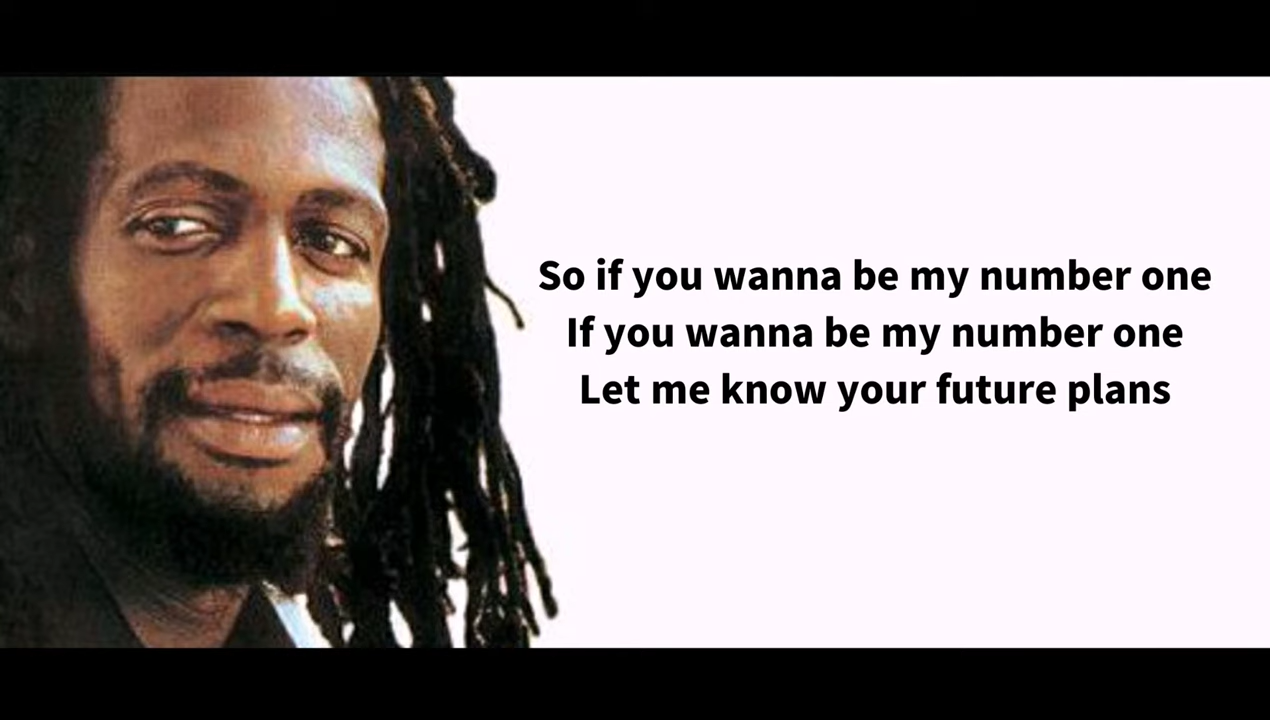 So if you wanna be my number one
If you wanna be my number one
Let me know your future plans